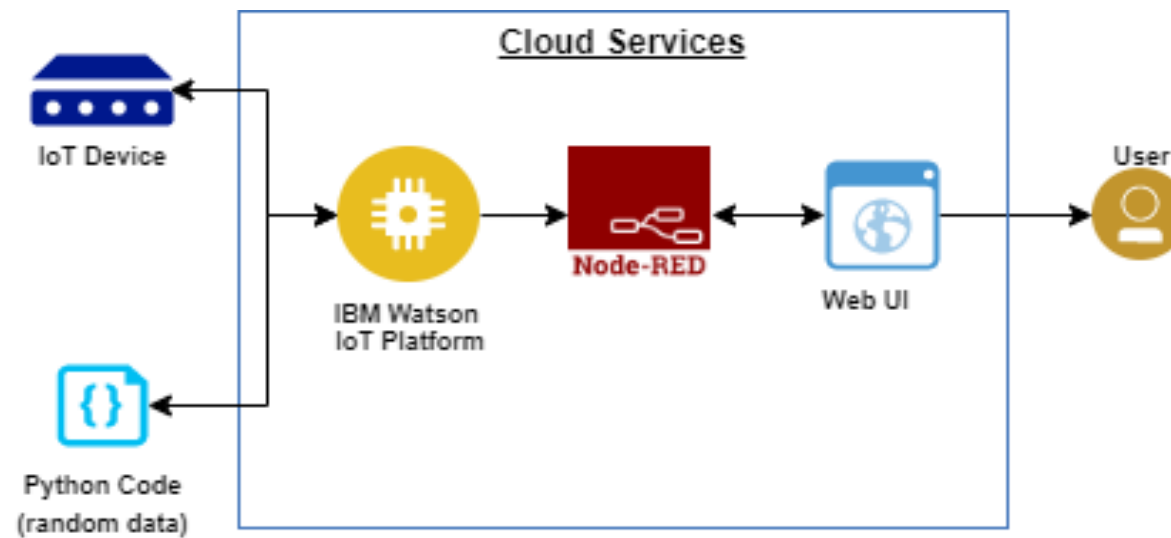 Cloud Services
IoT Device
User
Node-RED
Web UI
IBM Watson
IoT Platform
{}
Python Code
(random data)